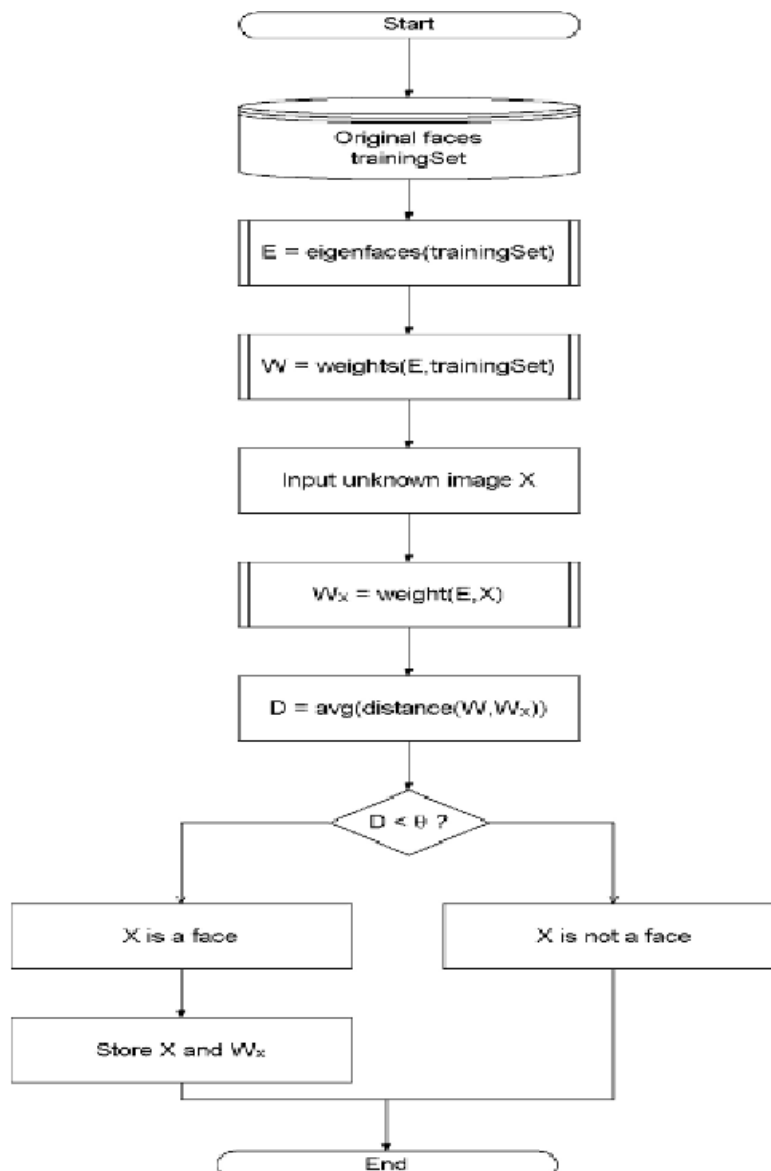 Start
Original faces
trainingSet
E = eigenfaces(trainingSet)
W = weights(E,trainingSet)
Input unknown image X
Wₓ = weight(E,X)
D = avg(distance(W,Wₓ))
D < θ ?
X is a face
X is not a face
Store X and Wₓ
End